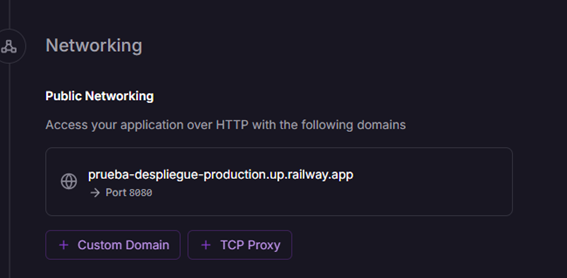 Networking
Public Networking
Access your application over HTTP with the following domains
prueba-despliegue-production.up.railway.app
→ Port 8080
+ Custom Domain + TCP Proxy